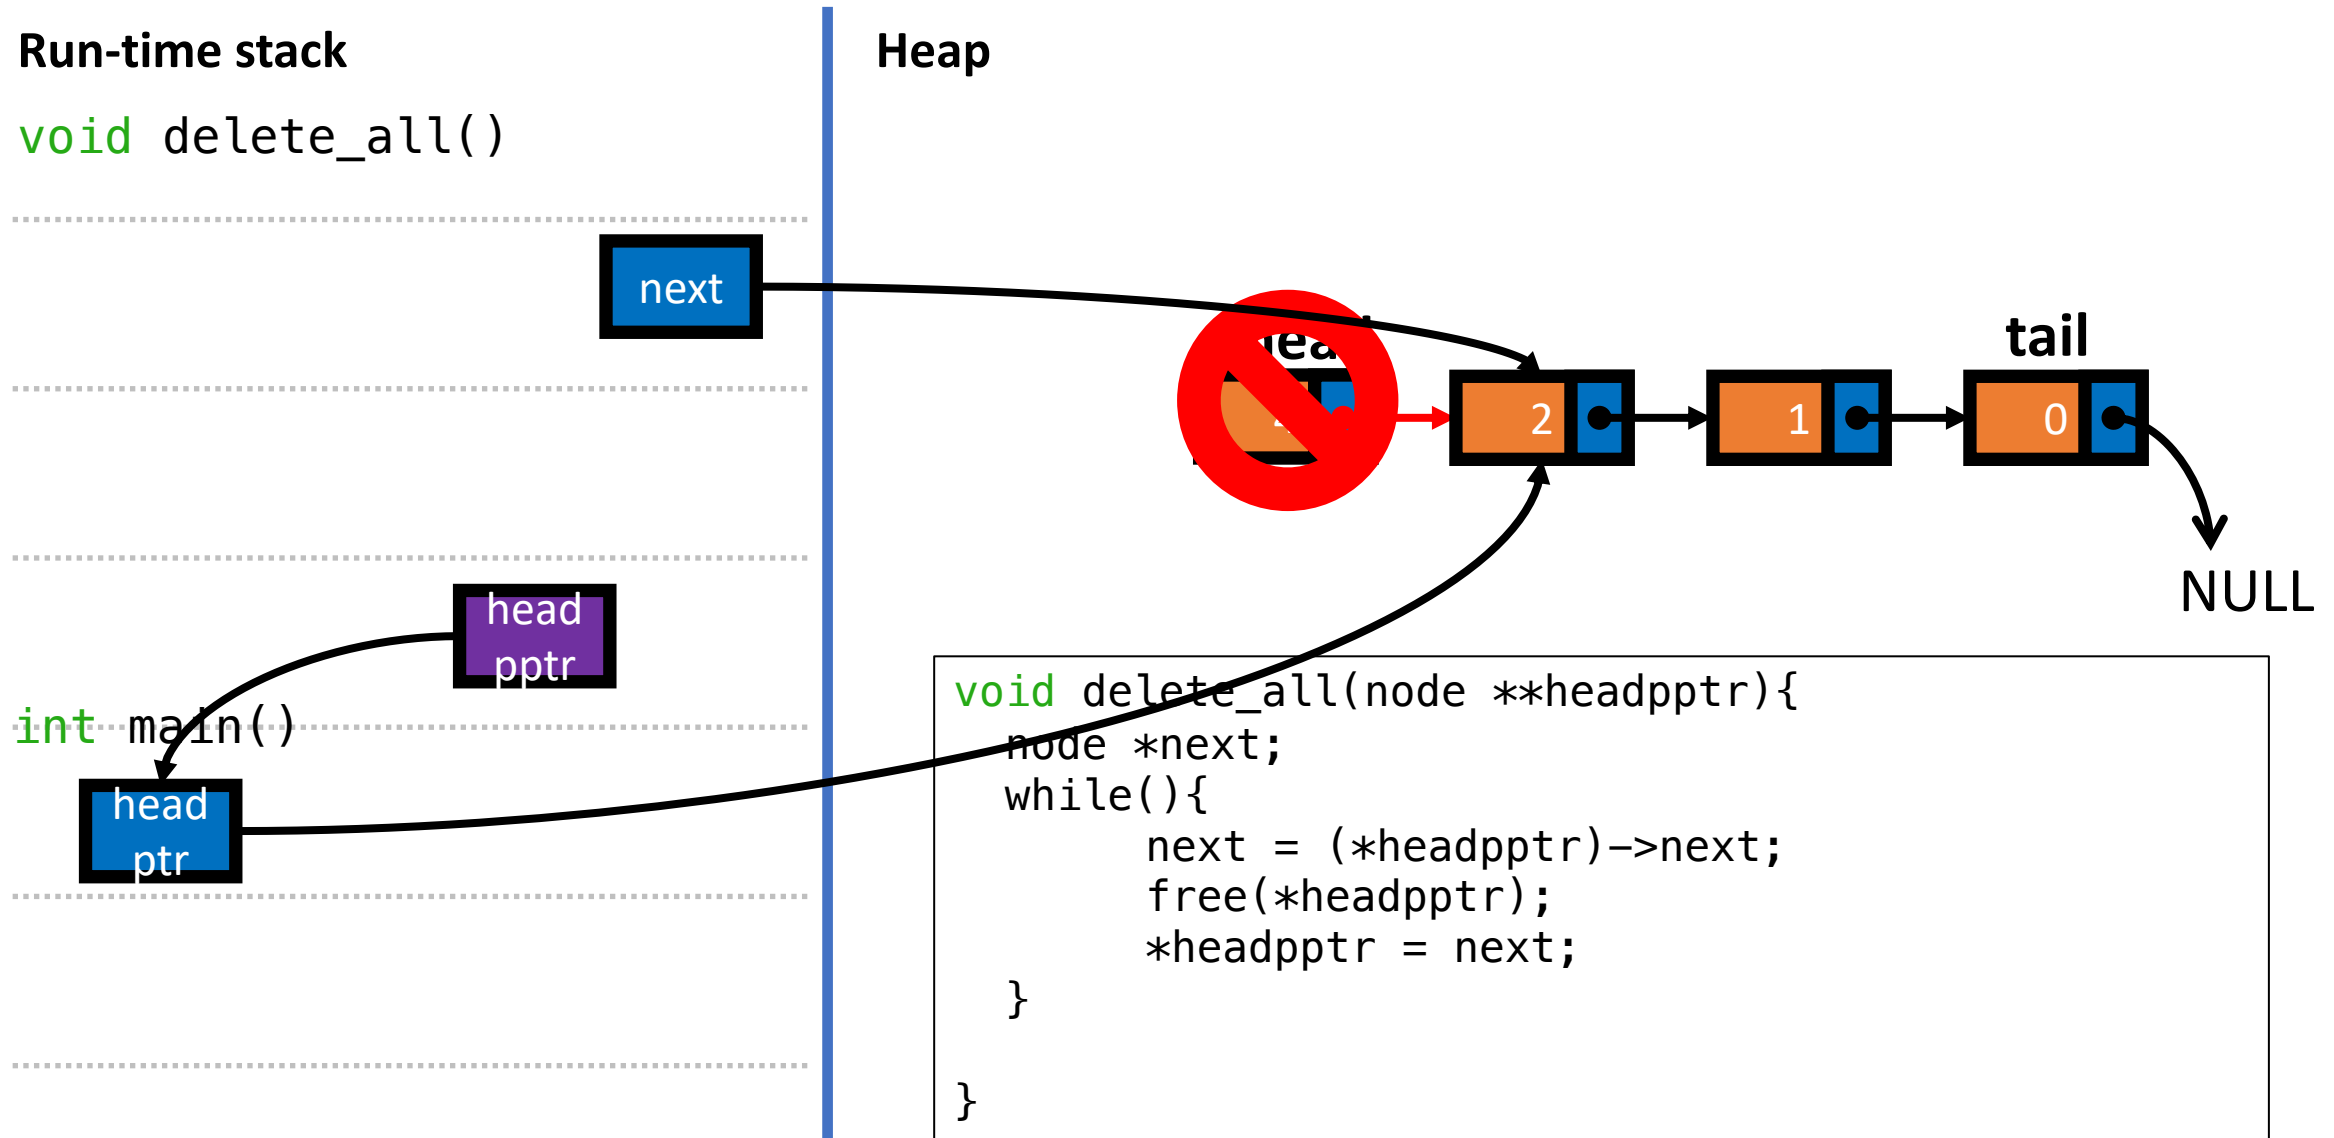 Run-time stack
Heap
void delete_all()
next
tail
2
1
0
NULL
head
pptr
int main()
head
ptr
void delete_all(node **headpptr){
node *next;
while(){
next = (*headpptr)->next;
free(*headpptr);
*headpptr = next;
}
}